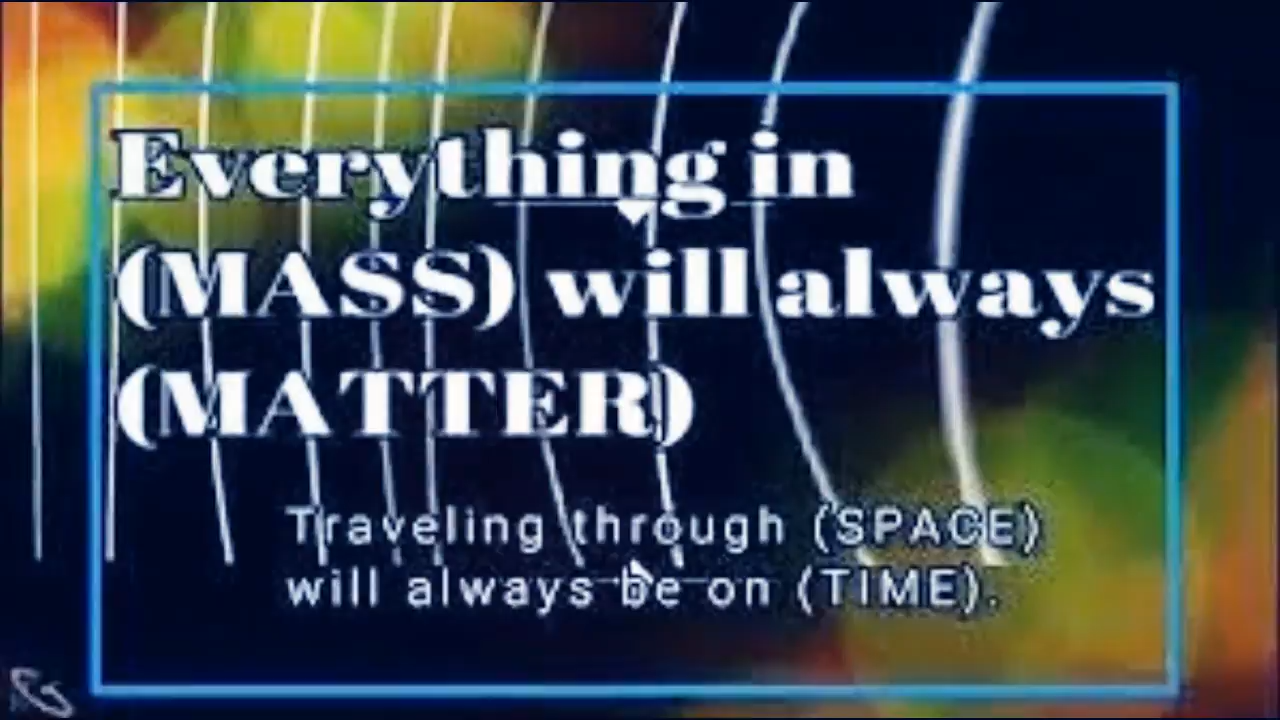 Everything in
(MASS) will always
(MATTER)
Traveling through (SPACE)
will always be on (TIME).